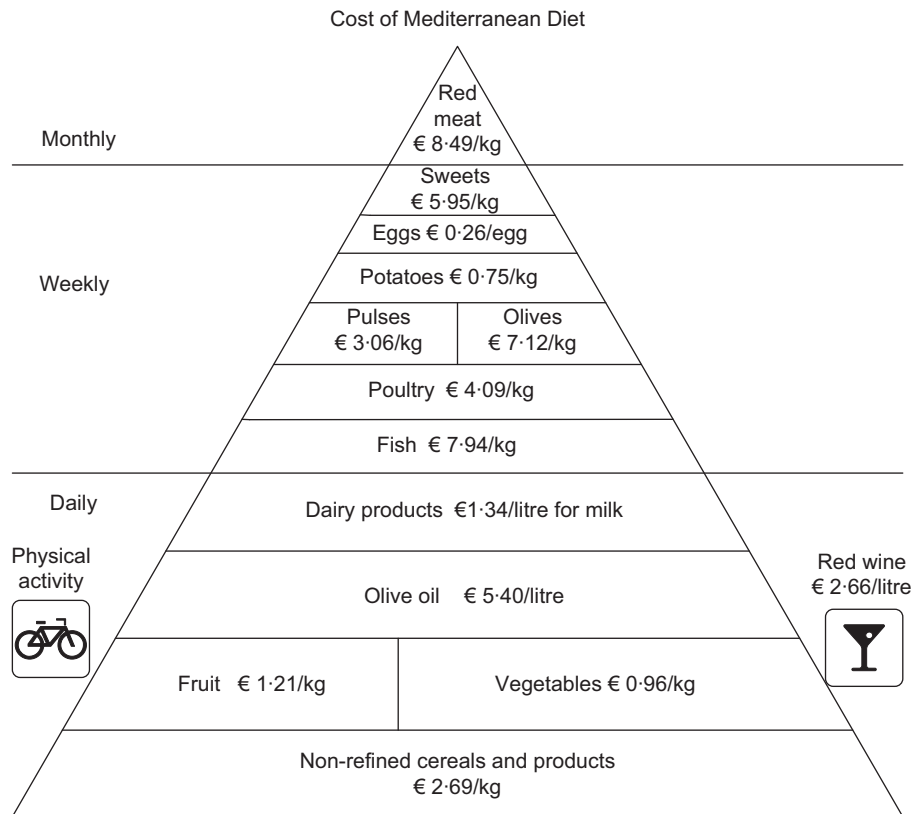 Cost of Mediterranean Diet
Red
meat
€ 8·49/kg
Monthly
Sweets
€ 5·95/kg
Eggs € 0·26/egg
Weekly
Potatoes € 0·75/kg
Pulses
€ 3·06/kg
Olives
€ 7·12/kg
Poultry € 4·09/kg
Fish € 7·94/kg
Daily
Dairy products €1·34/litre for milk
Physical
activity
Red wine
€ 2·66/litre
Olive oil € 5·40/litre
Fruit € 1·21/kg
Vegetables € 0·96/kg
Non-refined cereals and products
€ 2·69/kg